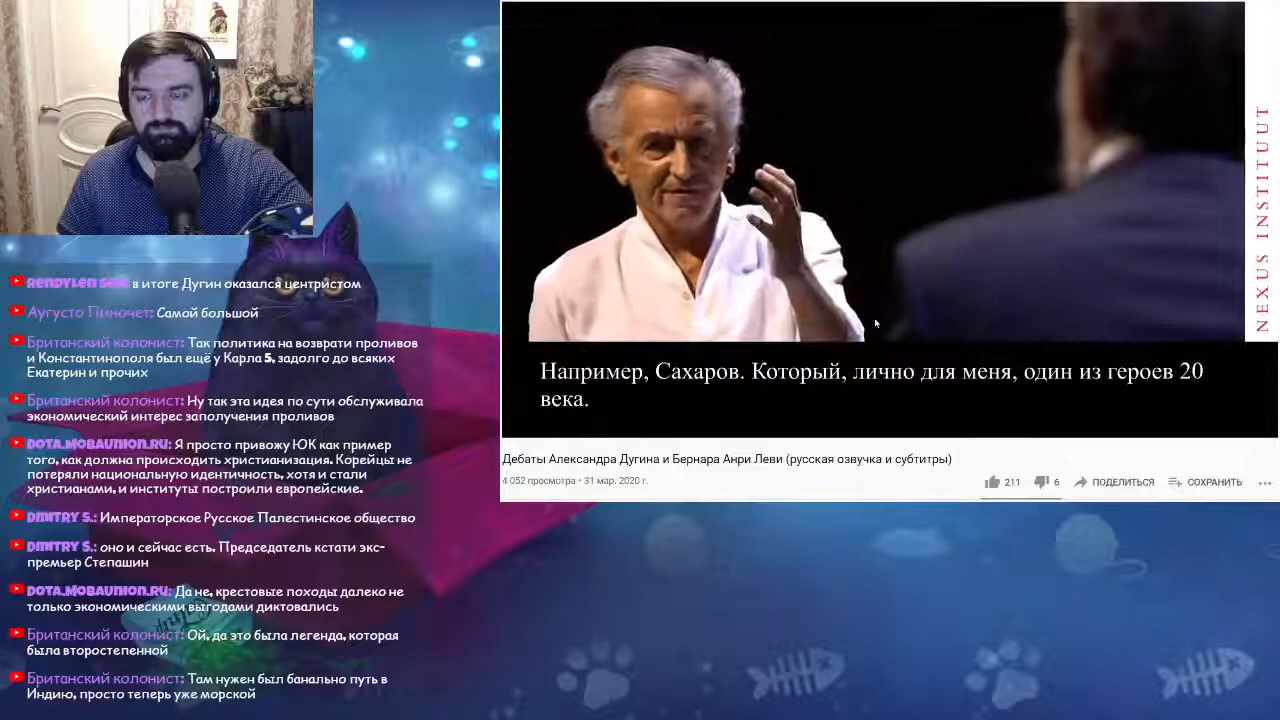 RENDYLEN SHIK в итоге Дугин оказался центристом
Аугусто Пиночет: Самой большой
Британский колонист: Так политика на возврати проливов
и Константинополя был ещё у Карла 5, задолго до всяких
Екатерин и прочих
Британский колонист: Ну так эта идея по сути обслуживала
экономический интерес заполучения проливов
DOTA.MOBAUNION.RU: Я просто привожу ЮК как пример
того, как должна происходить христианизация. Корейцы не
потеряли национальную идентичность, хотя и стали
христианами, и институты построили европейские.
DMITRY S.: Императорское Русское Палестинское общество
DMITRY S.: оно и сейчас есть. Председатель кстати экс-
премьер Степашин
DOTA.MOBAUNION.RU: Да не, крестовые походы далеко не
только экономическими выгодами диктовались
Британский колонист: Ой, да это была легенда, которая
была второстепенной
Британский колонист: Там нужен был банально путь в
Индию, просто теперь уже морской
NEXUS INSTITUUT
Например, Сахаров. Который, лично для меня, один из героев 20
века.
Дебаты Александра Дугина и Бернара Анри Леви (русская озвучка и субтитры)
4 052 просмотра • 31 мар. 2020 г.
211 6 ПОДЕЛИТЬСЯ СОХРАНИТЬ